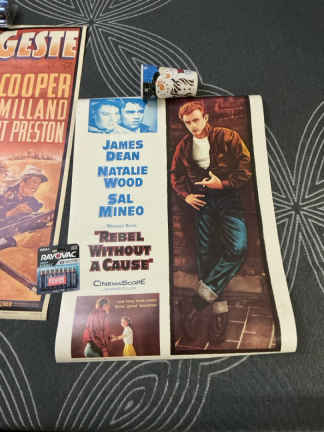 GESTE
COOPER
MILLAND
T PRESTON
RAYOVAC
JAMES
DEAN
NATALIE
WOOD
SAL
MINEO
"REBEL
WITHOUT
A CAUSE"
CINEMASCOPE